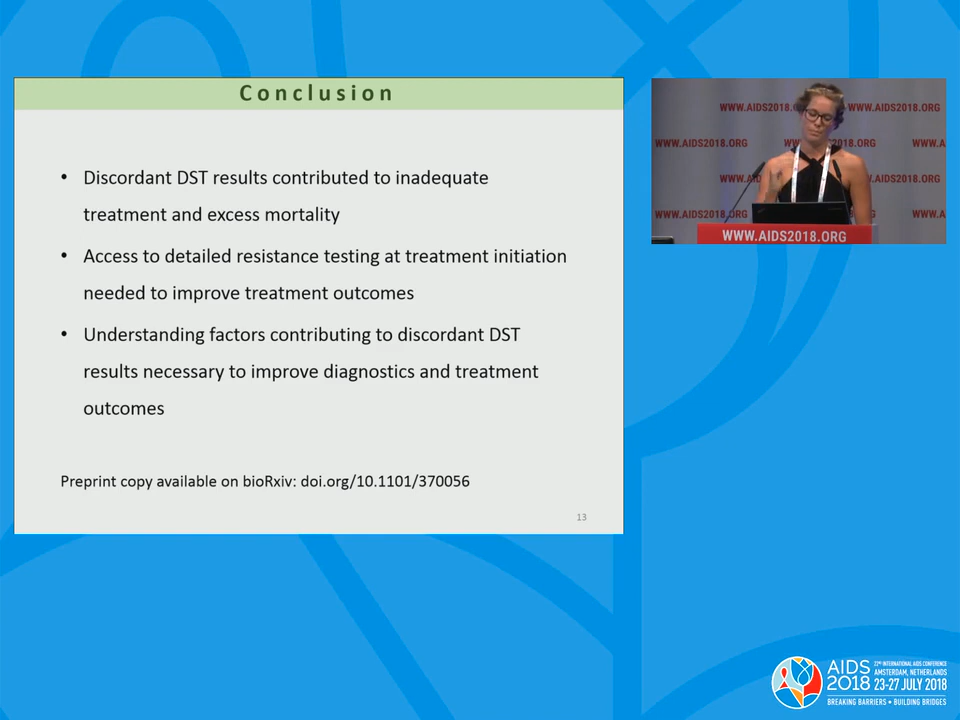 Conclusion
• Discordant DST results contributed to inadequate
treatment and excess mortality
• Access to detailed resistance testing at treatment initiation
needed to improve treatment outcomes
• Understanding factors contributing to discordant DST
results necessary to improve diagnostics and treatment
outcomes
Preprint copy available on bioRxiv: doi.org/10.1101/370056
13
WWW.AIDS2018. WWW.AIDS2018.ORG
WWW.AIDS2018.ORG 2018.ORG WWW.A
WWW.AID .AIDS2018.ORG
WWW.AIDS2018.ORG G WWW.A
WWW.AIDS2018.ORG
AIDS
2018
22ND INTERNATIONAL AIDS CONFERENCE
AMSTERDAM, NETHERLANDS
23-27 JULY 2018
BREAKING BARRIERS • BUILDING BRIDGES